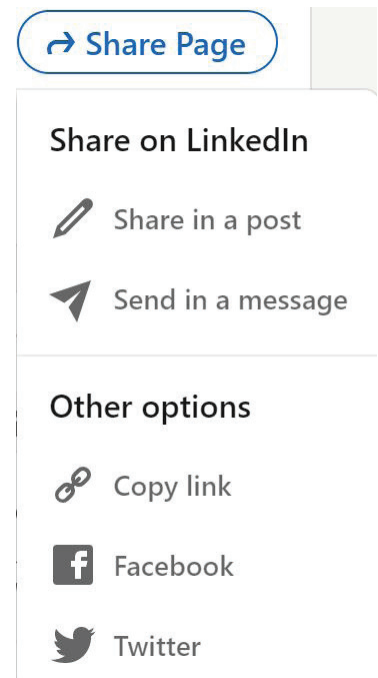 Share Page
Share on LinkedIn
Share in a post
Send in a message
Other options
Copy link
Facebook
Twitter